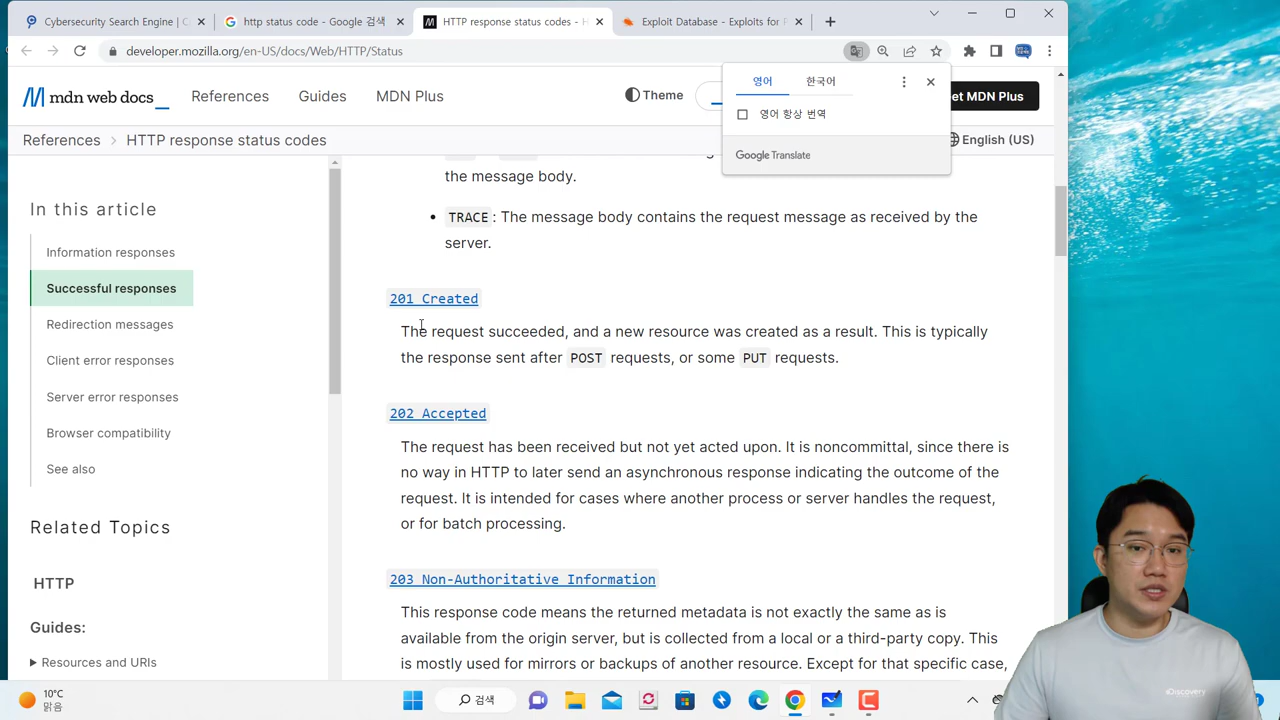 Cybersecurity Search Engine | C
http status code - Google 검색
HTTP response status codes - H
Exploit Database - Exploits for P
developer.mozilla.org/en-US/docs/Web/HTTP/Status
mdn web docs
References
Guides
MDN Plus
Theme
et MDN Plus
영어
한국어
영어 항상 번역
Google Translate
References
HTTP response status codes
English (US)
In this article
Information responses
Successful responses
Redirection messages
Client error responses
Server error responses
Browser compatibility
See also
Related Topics
HTTP
Guides:
Resources and URIs
the message body.
TRACE: The message body contains the request message as received by the
server.
201 Created
The request succeeded, and a new resource was created as a result. This is typically
the response sent after POST requests, or some PUT requests.
202 Accepted
The request has been received but not yet acted upon. It is noncommittal, since there is
no way in HTTP to later send an asynchronous response indicating the outcome of the
request. It is intended for cases where another process or server handles the request,
or for batch processing.
203 Non-Authoritative Information
This response code means the returned metadata is not exactly the same as is
available from the origin server, but is collected from a local or a third-party copy. This
is mostly used for mirrors or backups of another resource. Except for that specific case,
10°C
맑음
검색